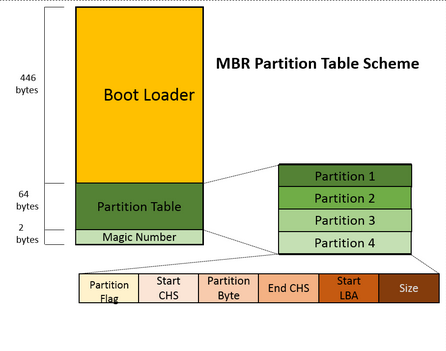 MBR Partition Table Scheme
446
bytes
Boot Loader
64
bytes
Partition Table
2
bytes
Magic Number
Partition 1
Partition 2
Partition 3
Partition 4
Partition
Flag
Start
CHS
Partition
Byte
End CHS
Start
LBA
Size